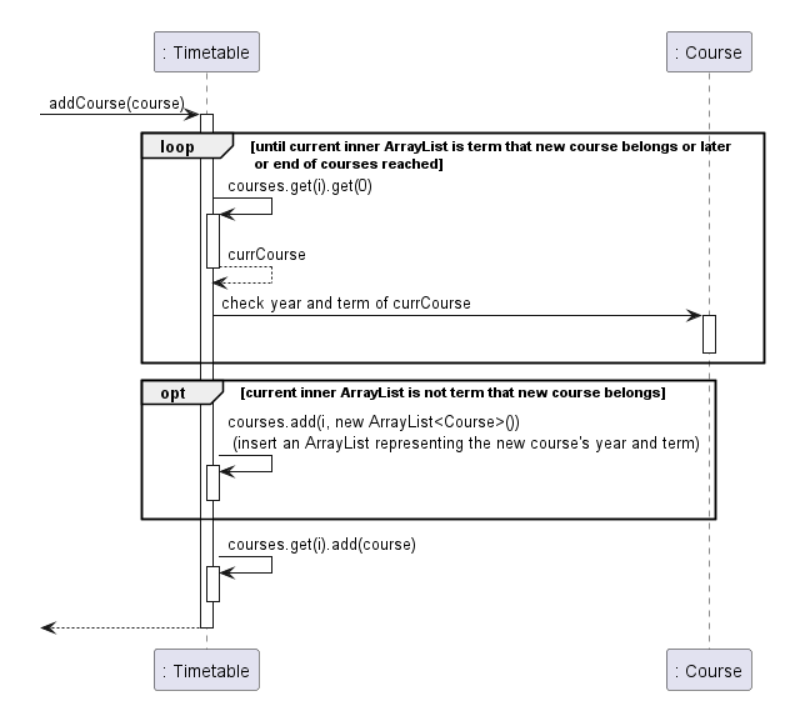 : Timetable
: Course
addCourse(course)
loop
[until current inner ArrayList is term that new course belongs or later
or end of courses reached]
courses.get(i).get(0)
currCourse
check year and term of currCourse
opt
[current inner ArrayList is not term that new course belongs]
courses.add(i, new ArrayList<Course>())
(insert an ArrayList representing the new course's year and term)
courses.get(i).add(course)
: Timetable
: Course